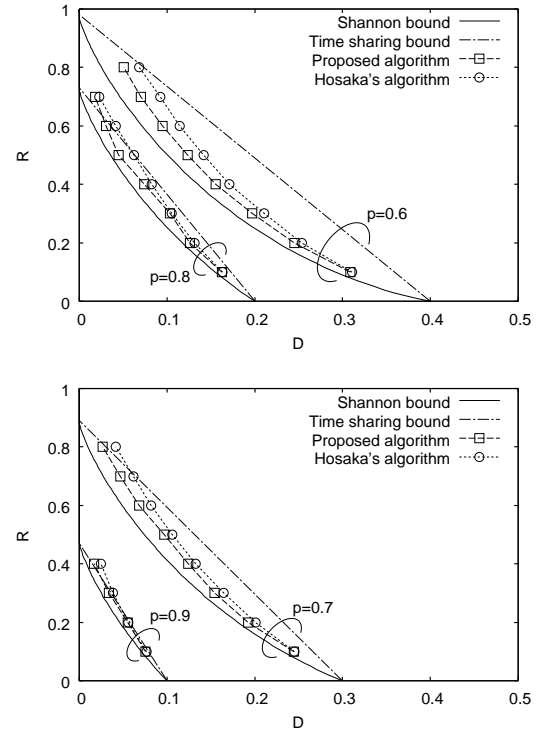 1
0.8
0.6
0.4
0.2
0
R
0 0.1 0.2 0.3 0.4 0.5
D
Shannon bound
Time sharing bound
Proposed algorithm
Hosaka's algorithm
p=0.6
p=0.8
1
0.8
0.6
0.4
0.2
0
R
0 0.1 0.2 0.3 0.4 0.5
D
Shannon bound
Time sharing bound
Proposed algorithm
Hosaka's algorithm
p=0.9
p=0.7